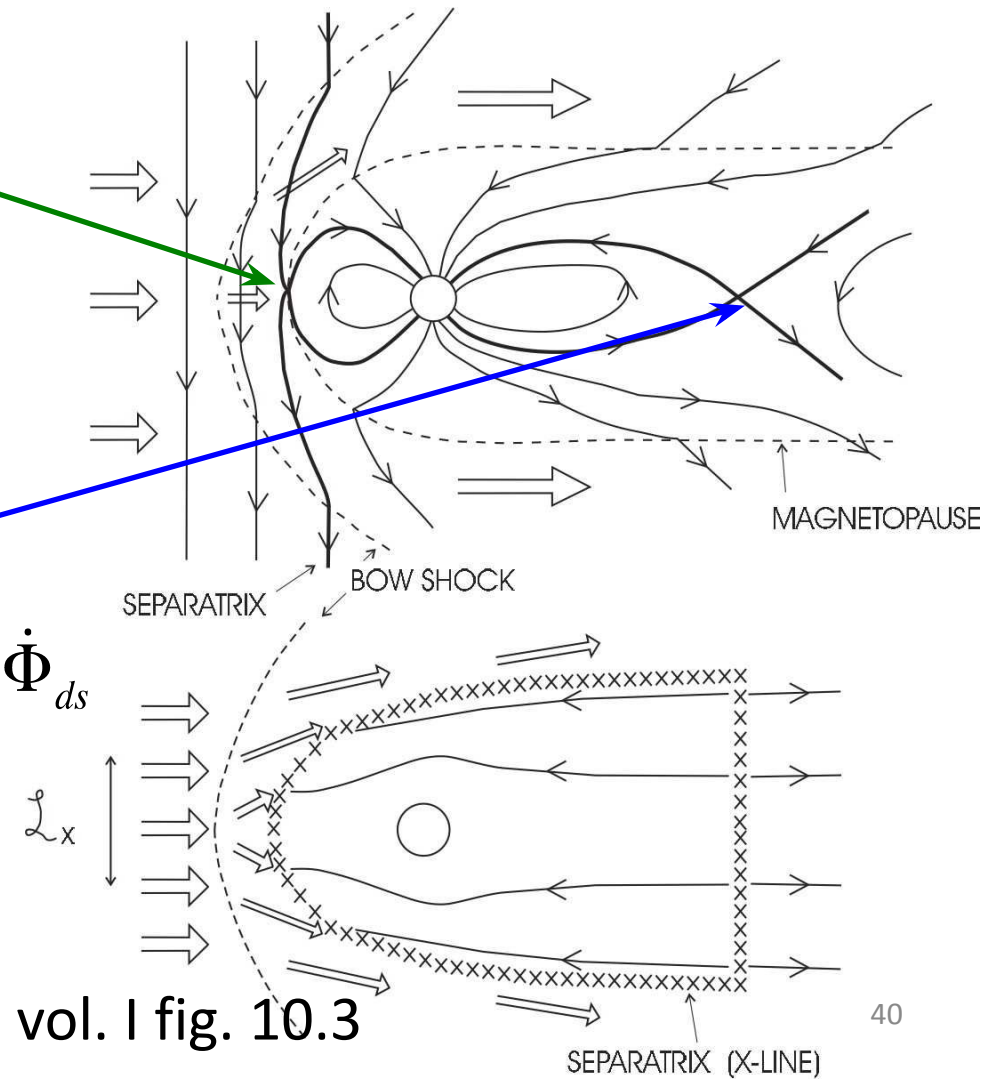 MAGNETOPAUSE
BOW SHOCK
SEPARATRIX
Φ̇ds
ℒx
vol. I fig. 10.3
40
SEPARATRIX (X-LINE)